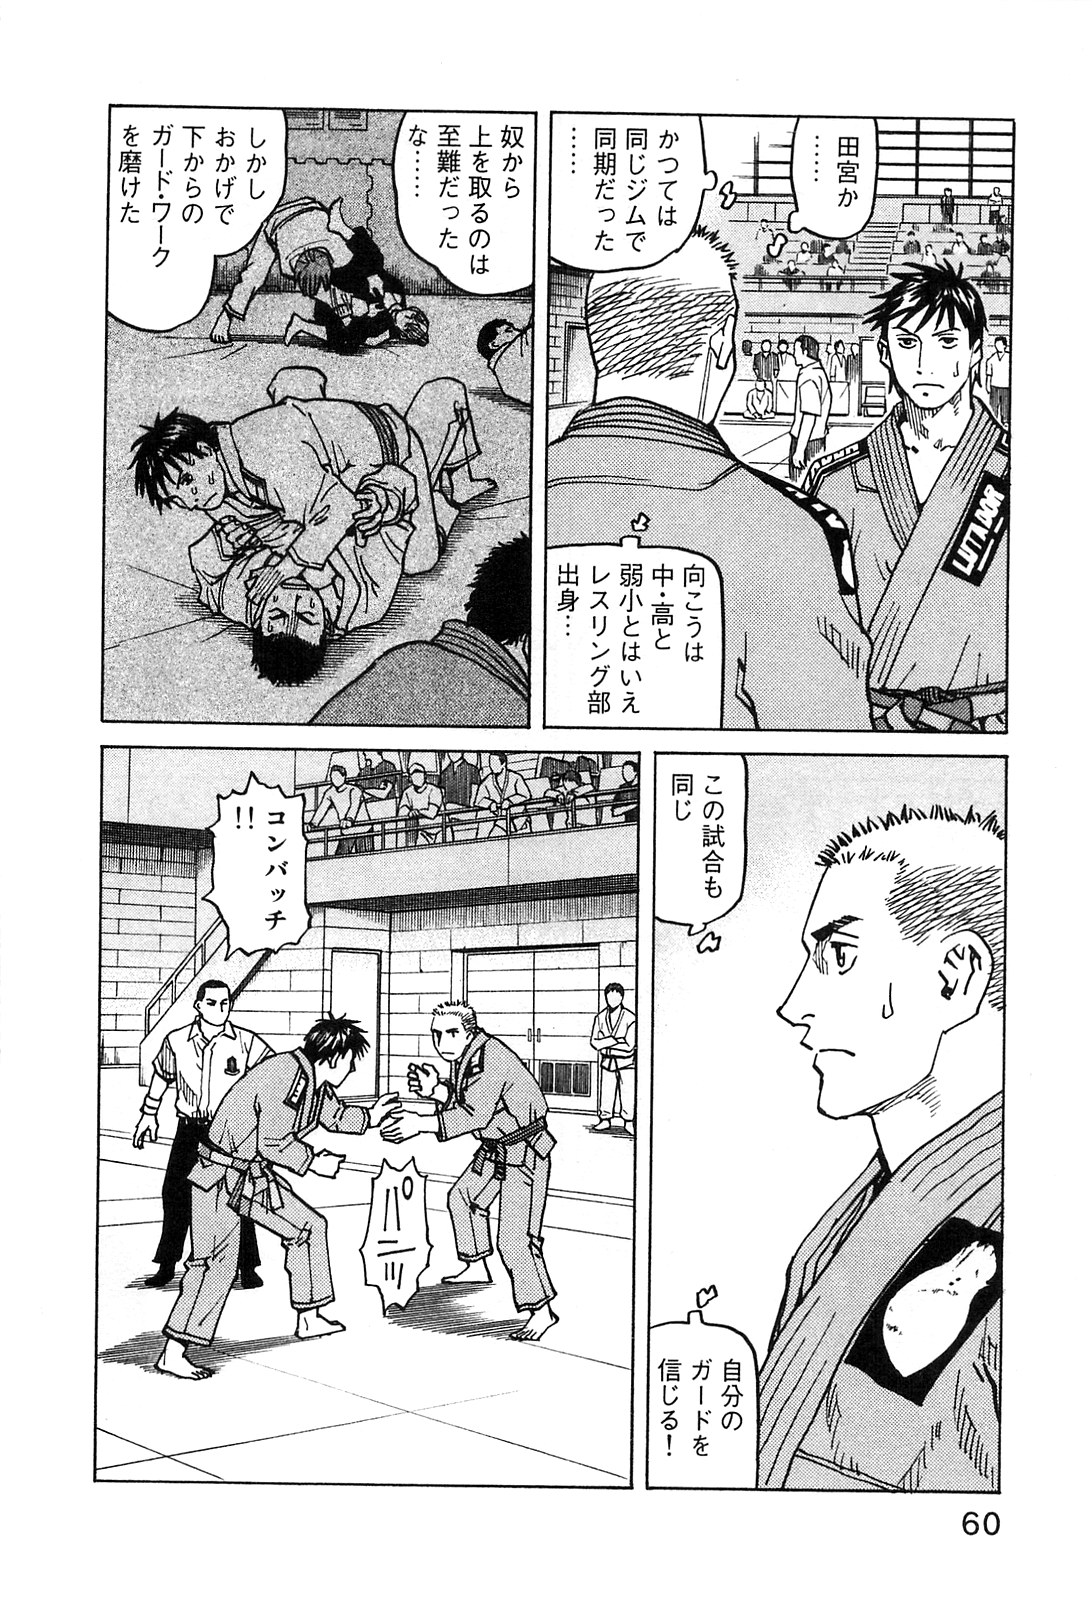 田宮か
……
かつては
同じジムで
同期だった
……
LUTADOR
向こうは
中・高と
弱小とはいえ
レスリング部
出身…
奴から
上を取るのは
至難だった
な……
しかし
おかげで
下からの
ガード・ワーク
を磨けた
この試合も
同じ
自分の
ガードを
信じる!
コンバッチ
!!
パシッ
60